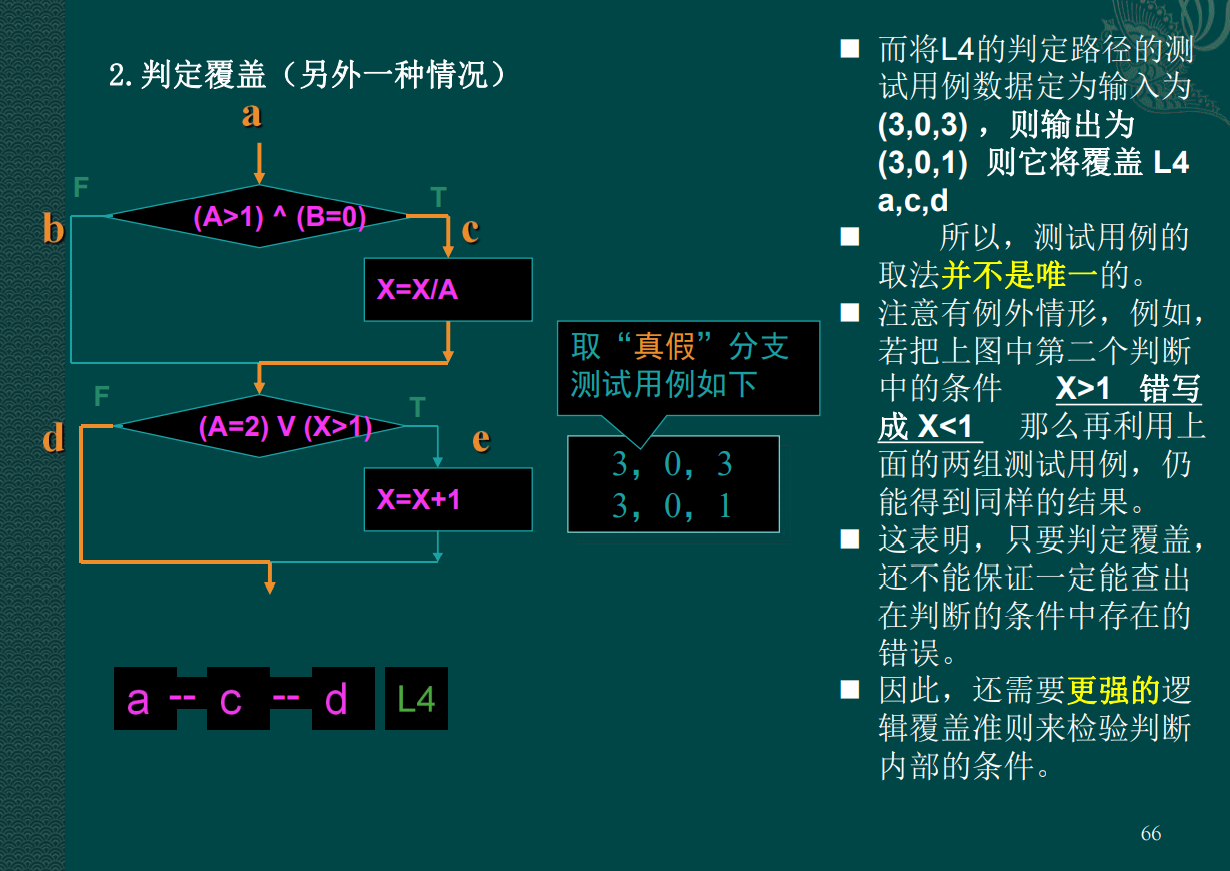 2.判定覆盖（另外一种情况）
a
F
T
b
(A>1) ^ (B=0)
c
X=X/A
F
T
d
(A=2) V (X>1)
e
X=X+1
取“真假”分支
测试用例如下
3，0，3
3，0，1
a -- c -- d L4
而将L4的判定路径的测
试用例数据定为输入为
(3,0,3) ，则输出为
(3,0,1) 则它将覆盖 L4
a,c,d
所以，测试用例的
取法并不是唯一的。
注意有例外情形，例如，
若把上图中第二个判断
中的条件 X>1 错写
成 X<1 那么再利用上
面的两组测试用例，仍
能得到同样的结果。
这表明，只要判定覆盖，
还不能保证一定能查出
在判断的条件中存在的
错误。
因此，还需要更强的逻
辑覆盖准则来检验判断
内部的条件。
66